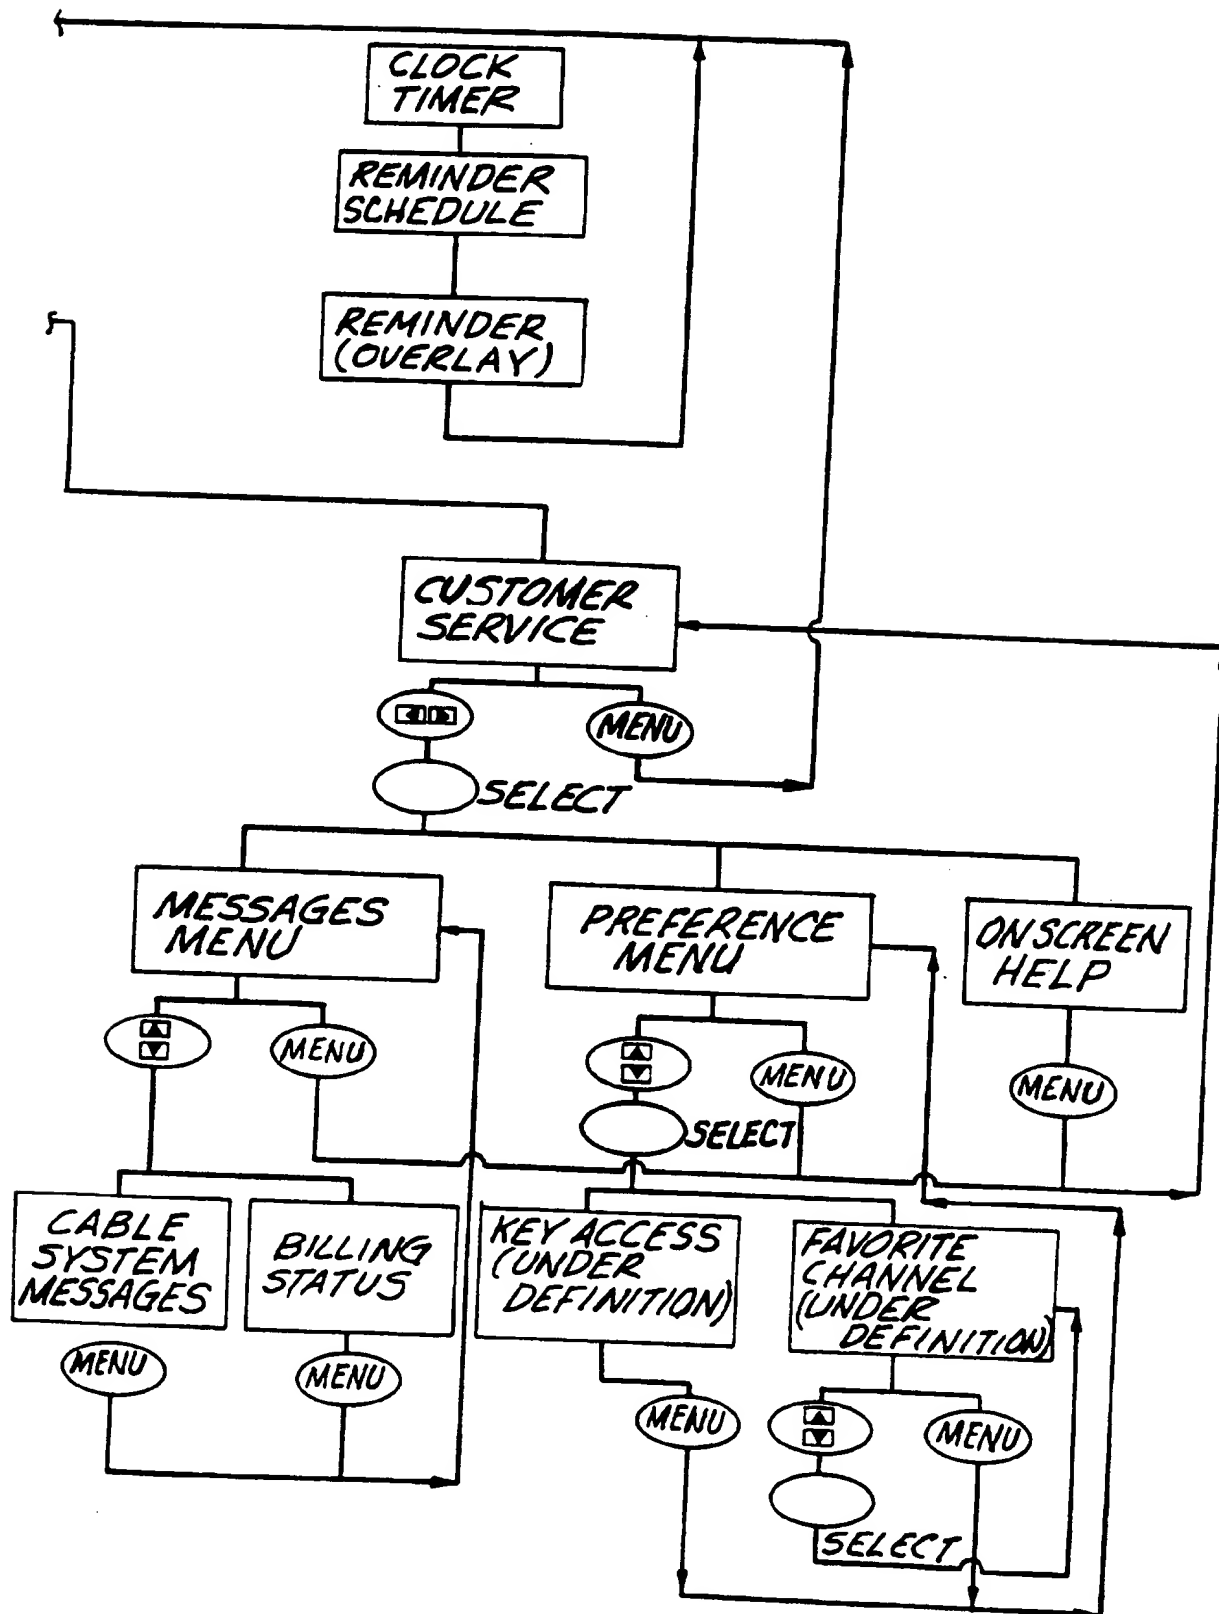 CLOCK
TIMER
REMINDER
SCHEDULE
REMINDER
(OVERLAY)
CUSTOMER
SERVICE
MENU
SELECT
MESSAGES
MENU
PREFERENCE
MENU
ON SCREEN
HELP
MENU
MENU
MENU
SELECT
CABLE
SYSTEM
MESSAGES
BILLING
STATUS
KEY ACCESS
(UNDER
DEFINITION)
FAVORITE
CHANNEL
(UNDER
DEFINITION)
MENU
MENU
MENU
MENU
SELECT